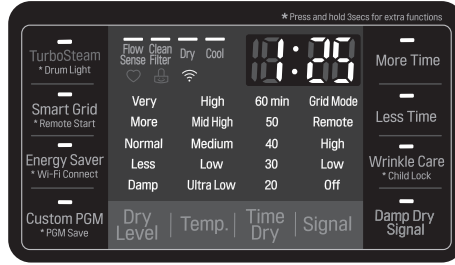 *Press and hold 3secs for extra functions
TurboSteam
*Drum Light
Smart Grid
*Remote Start
Energy Saver
*Wi-Fi Connect
Custom PGM
*PGM Save
Flow Sense
Clean Filter
Dry
Cool
1:25
Very High 60 min Grid Mode
More Mid High 50 Remote
Normal Medium 40 High
Less Low 30 Low
Damp Ultra Low 20 Off
Dry Level
Temp.
Time Dry
Signal
More Time
Less Time
Wrinkle Care
*Child Lock
Damp Dry
Signal